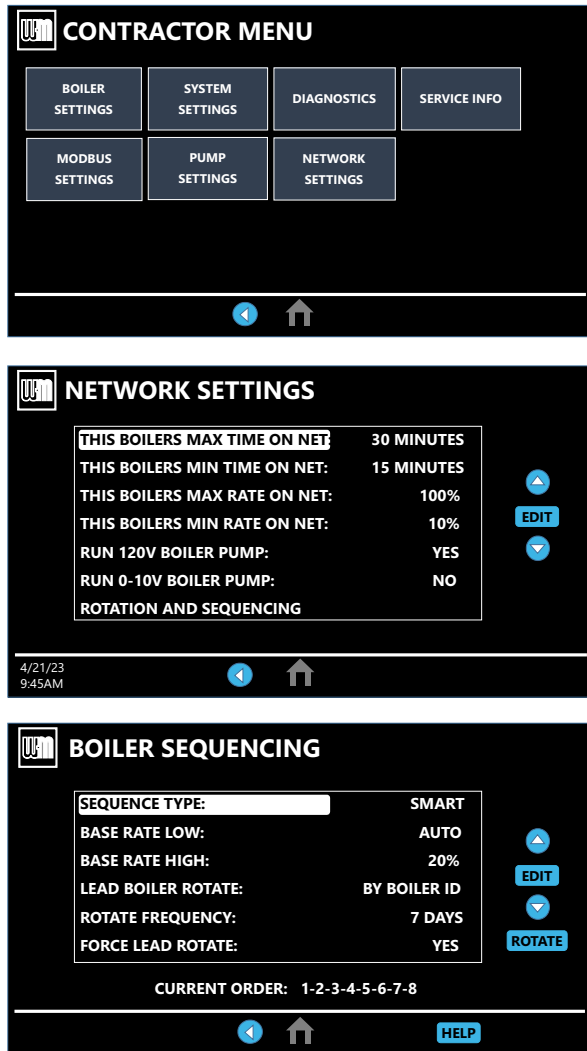 WM CONTRACTOR MENU
BOILER SETTINGS
SYSTEM SETTINGS
DIAGNOSTICS
SERVICE INFO
MODBUS SETTINGS
PUMP SETTINGS
NETWORK SETTINGS
WM NETWORK SETTINGS
THIS BOILERS MAX TIME ON NET: 30 MINUTES
THIS BOILERS MIN TIME ON NET: 15 MINUTES
THIS BOILERS MAX RATE ON NET: 100%
THIS BOILERS MIN RATE ON NET: 10%
RUN 120V BOILER PUMP: YES
RUN 0-10V BOILER PUMP: NO
ROTATION AND SEQUENCING
EDIT
4/21/23
9:45AM
WM BOILER SEQUENCING
SEQUENCE TYPE: SMART
BASE RATE LOW: AUTO
BASE RATE HIGH: 20%
LEAD BOILER ROTATE: BY BOILER ID
ROTATE FREQUENCY: 7 DAYS
FORCE LEAD ROTATE: YES
EDIT
ROTATE
CURRENT ORDER: 1-2-3-4-5-6-7-8
HELP